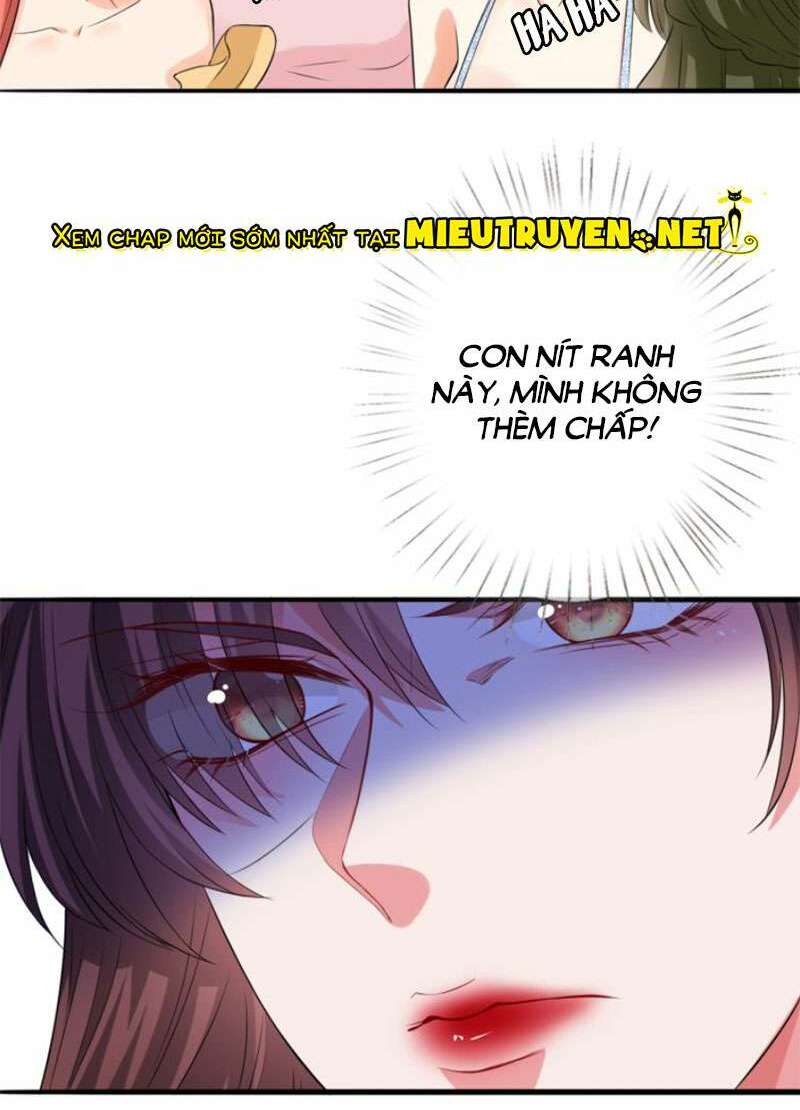 HA HA
XEM CHAP MỚI SỚM NHẤT TẠI MIEUTRUYEN.NET!
CON NÍT RANH
NÀY, MÌNH KHÔNG
THÈM CHẤP!